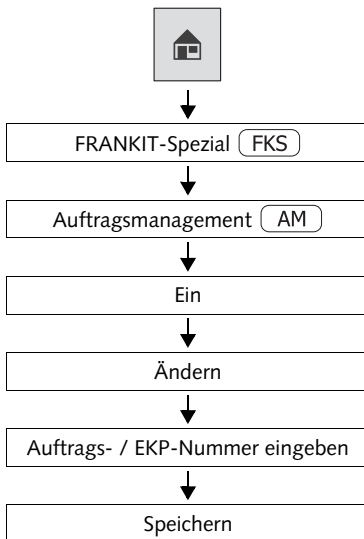 FRANKIT-Spezial FKS
Auftragsmanagement AM
Ein
Ändern
Auftrags- / EKP-Nummer eingeben
Speichern